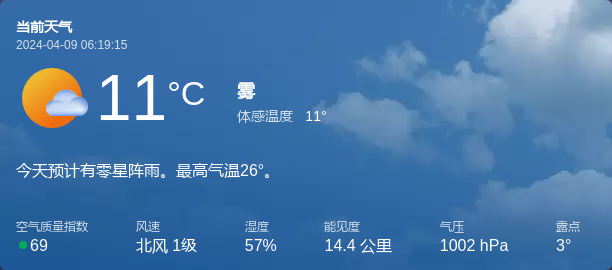 当前天气
2024-04-09 06:19:15
11°C
雾
体感温度 11°
今天预计有零星阵雨。最高气温26°。
空气质量指数 风速 湿度 能见度 气压 露点
69 北风 1级 57% 14.4 公里 1002 hPa 3°